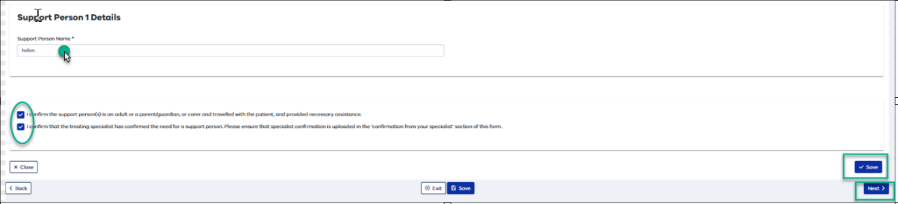 Support Person 1 Details
Support Person Name *
helen
I confirm the support person(s) is an adult or a parent/guardian, or carer and travelled with the patient, and provided necessary assistance.
I confirm that the treating specialist has confirmed the need for a support person. Please ensure that specialist confirmation is uploaded in the 'confirmation from your specialist' section of this form.
Close
Save
Back
Exit
Save
Next